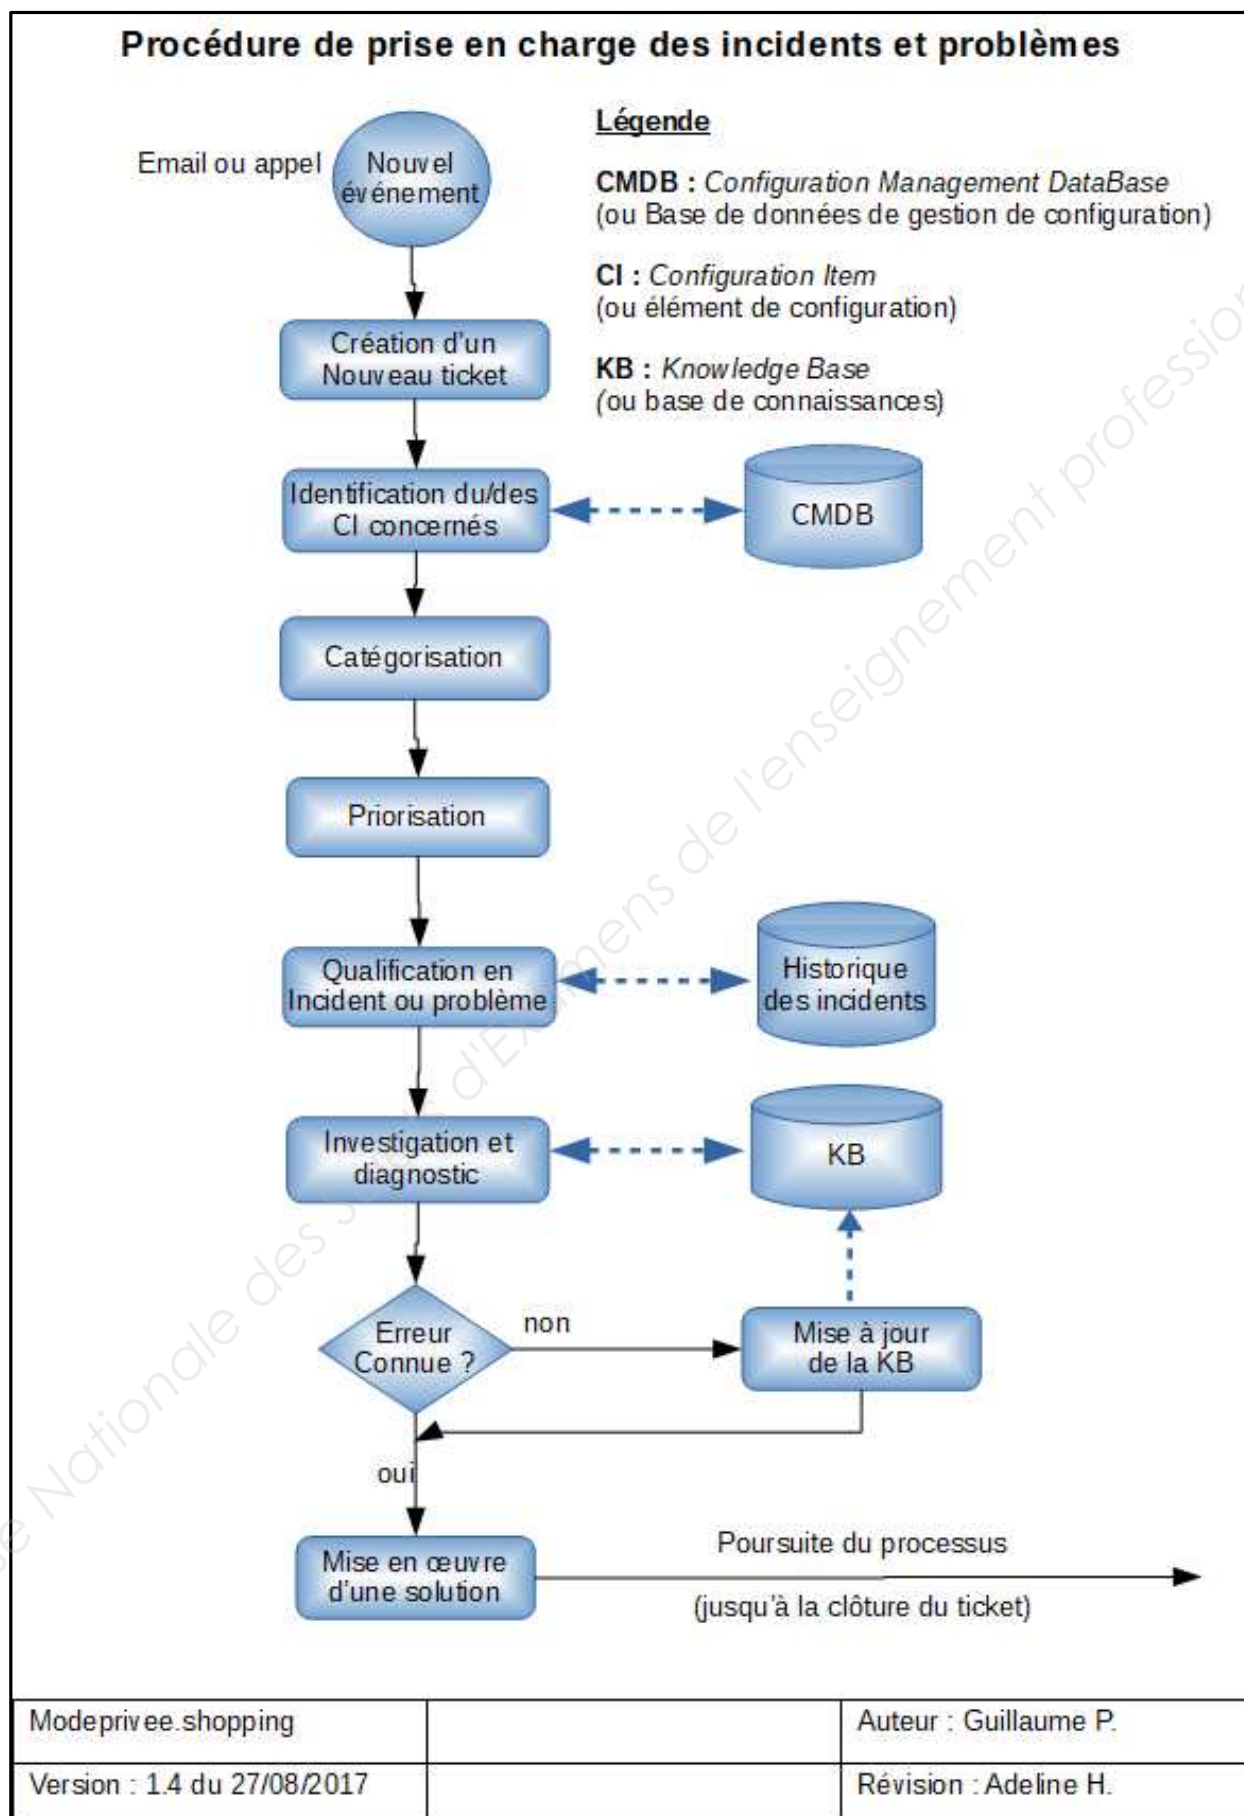 Procédure de prise en charge des incidents et problèmes
Email ou appel
Nouvel
événement
Légende
CMDB : Configuration Management DataBase
(ou Base de données de gestion de configuration)
CI : Configuration Item
(ou élément de configuration)
KB : Knowledge Base
(ou base de connaissances)
Création d'un
Nouveau ticket
Identification du/des
CI concernés
CMDB
Catégorisation
Priorisation
Qualification en
Incident ou problème
Historique
des incidents
Investigation et
diagnostic
KB
Erreur
Connue ?
non
Mise à jour
de la KB
oui
Mise en œuvre
d'une solution
Poursuite du processus
(jusqu'à la clôture du ticket)
Modeprivee.shopping
Auteur : Guillaume P.
Version : 1.4 du 27/08/2017
Révision : Adeline H.
Nationale des d'Examens de l'enseignement